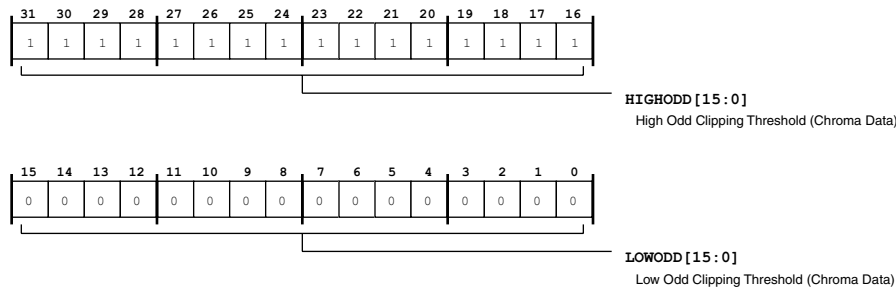 31 30 29 28 27 26 25 24 23 22 21 20 19 18 17 16
1 1 1 1 1 1 1 1 1 1 1 1 1 1 1 1
HIGHODD[15:0]
High Odd Clipping Threshold (Chroma Data)
15 14 13 12 11 10 9 8 7 6 5 4 3 2 1 0
0 0 0 0 0 0 0 0 0 0 0 0 0 0 0 0
LOWODD[15:0]
Low Odd Clipping Threshold (Chroma Data)